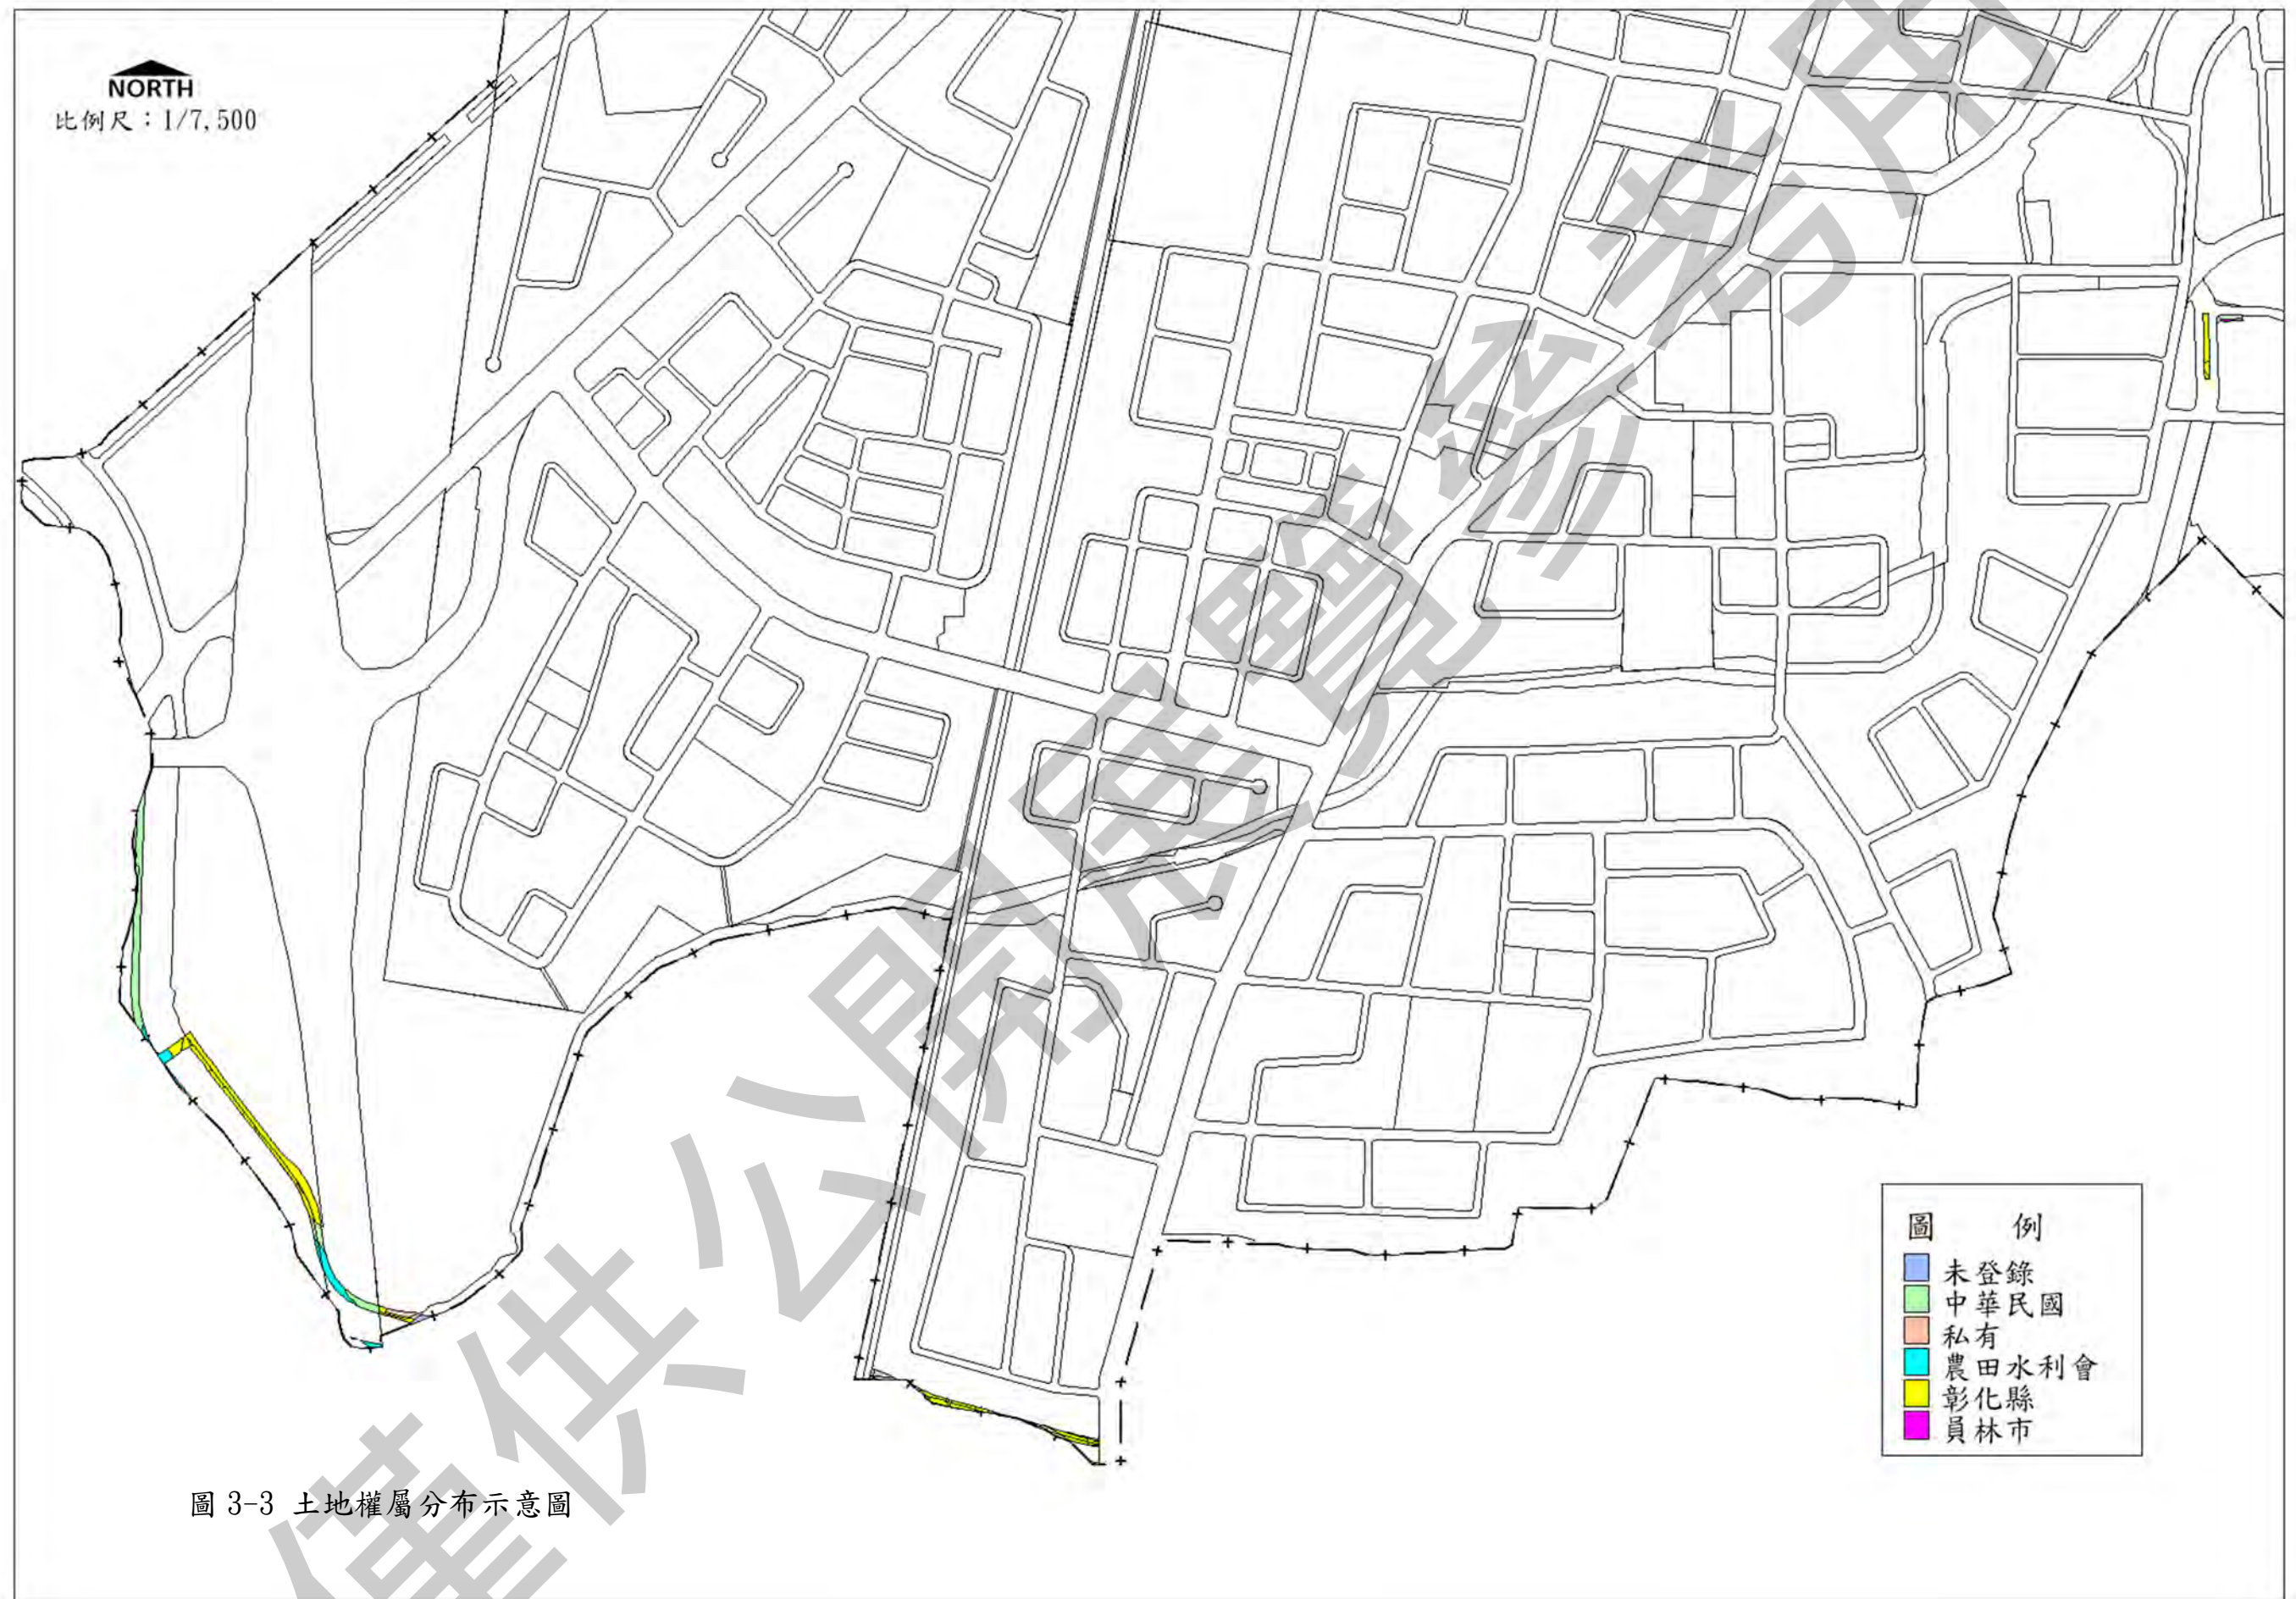 NORTH
比例尺：1/7,500
圖 例
未登錄
中華民國
私有
農田水利會
彰化縣
員林市
圖 3-3 土地權屬分布示意圖
僅供公開展覽參考用